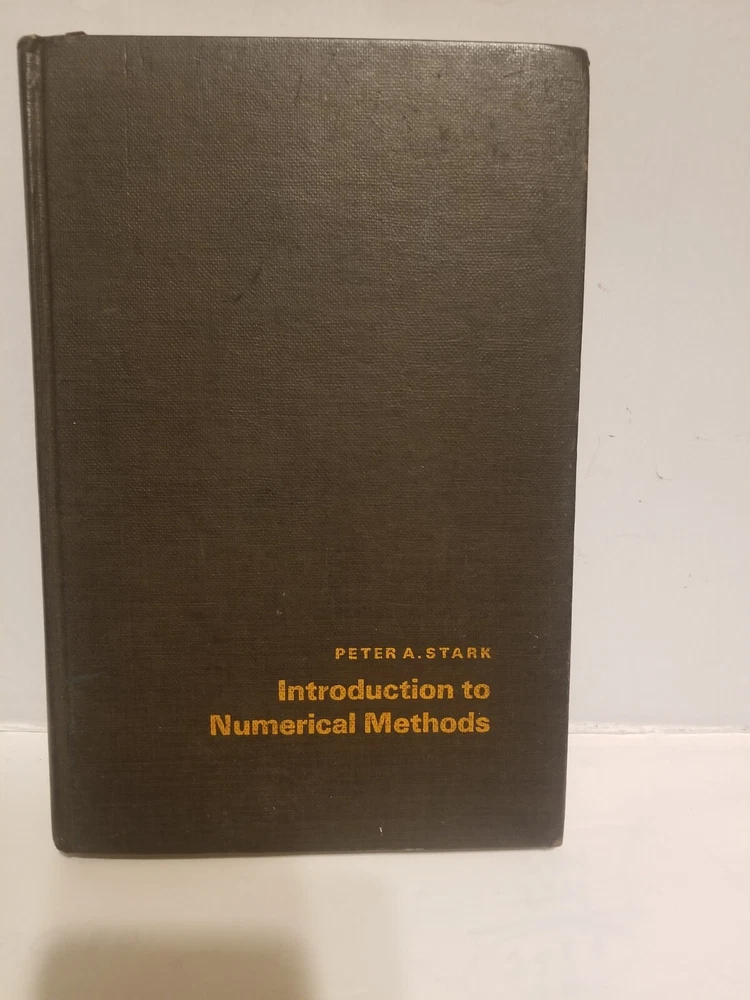 PETER A. STARK
Introduction to
Numerical Methods